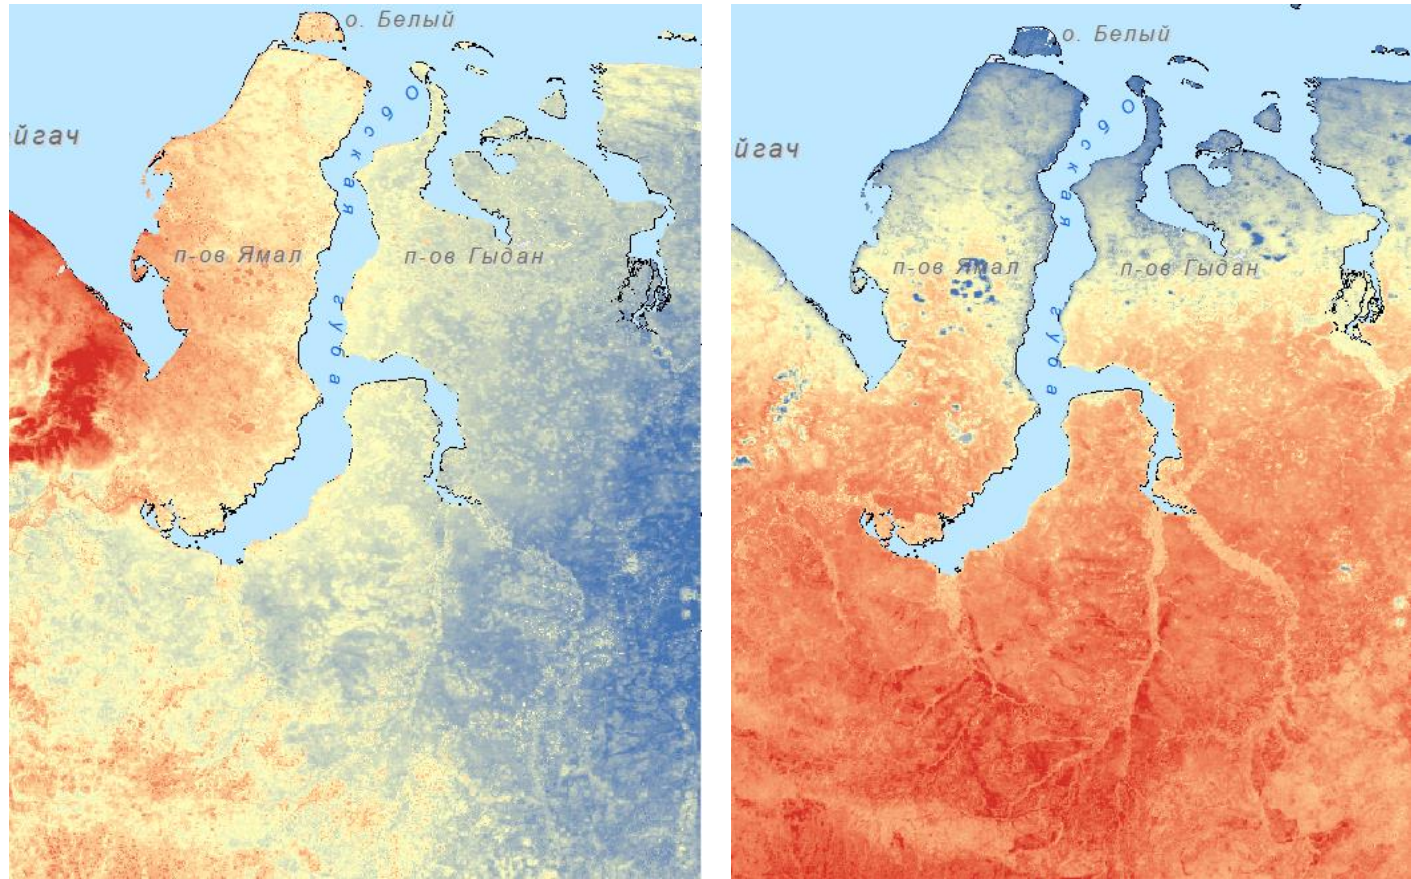 о. Белый
йгач
Обская губа
п-ов Ямал
п-ов Гыдан
о. Белый
йгач
Обская губа
п-ов Ямал
п-ов Гыдан